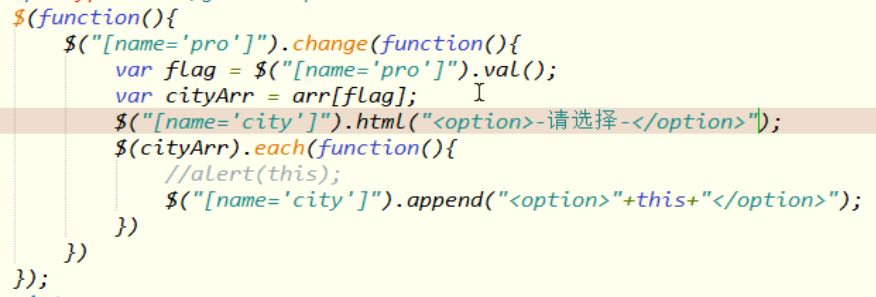 $(function(){
$("[name='pro']").change(function(){
var flag = $("[name='pro']").val();
var cityArr = arr[flag];
$("[name='city']").html("<option>-请选择-</option>");
$(cityArr).each(function(){
//alert(this);
$("[name='city']").append("<option>"+this+"</option>");
})
})
});